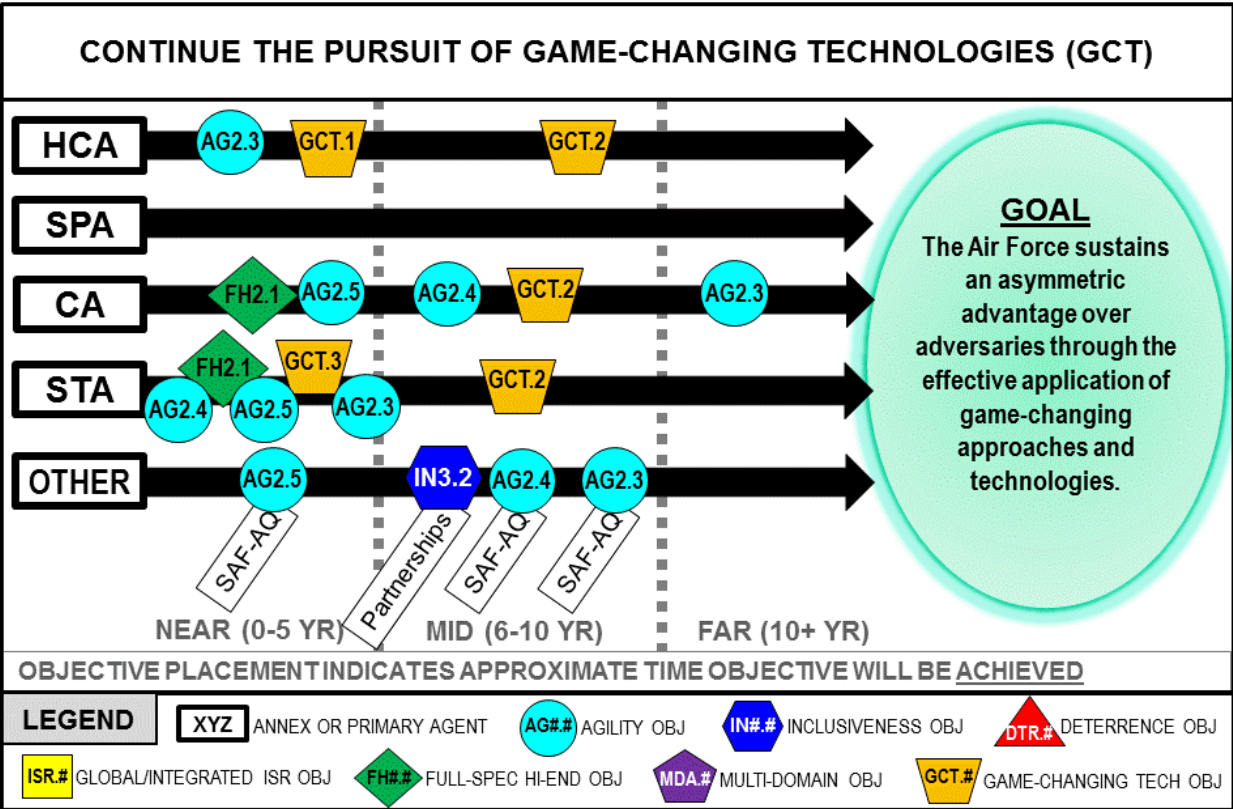 CONTINUE THE PURSUIT OF GAME-CHANGING TECHNOLOGIES (GCT)
HCA
AG2.3
GCT.1
GCT.2
SPA
CA
FH2.1
AG2.5
AG2.4
GCT.2
AG2.3
STA
FH2.1
GCT.3
AG2.4
AG2.5
AG2.3
GCT.2
OTHER
AG2.5
IN3.2
AG2.4
AG2.3
SAF-AQ
Partnerships
SAF-AQ
SAF-AQ
NEAR (0-5 YR)
MID (6-10 YR)
FAR (10+ YR)
GOAL
The Air Force sustains
an asymmetric
advantage over
adversaries through the
effective application of
game-changing
approaches and
technologies.
OBJECTIVE PLACEMENT INDICATES APPROXIMATE TIME OBJECTIVE WILL BE ACHIEVED
LEGEND
XYZ ANNEX OR PRIMARY AGENT
AG#.# AGILITY OBJ
IN#.# INCLUSIVENESS OBJ
DTR.# DETERRENCE OBJ
ISR.# GLOBAL/INTEGRATED ISR OBJ
FH#.# FULL-SPEC HI-END OBJ
MDA.# MULTI-DOMAIN OBJ
GCT.# GAME-CHANGING TECH OBJ